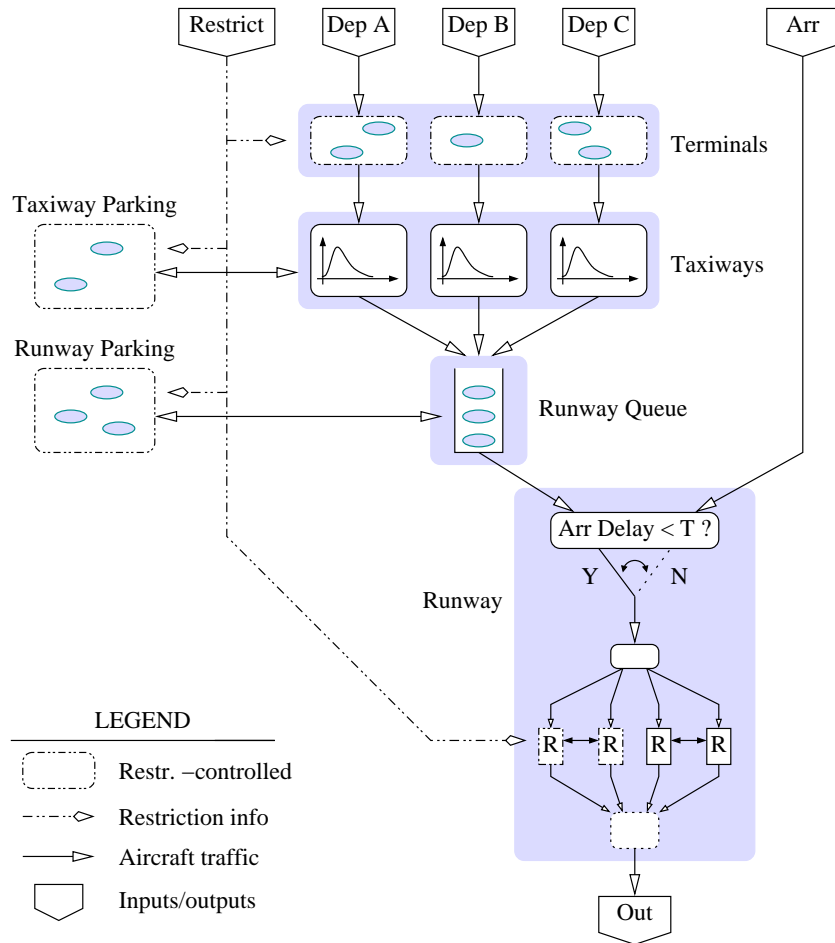 Restrict
Dep A
Dep B
Dep C
Arr
Terminals
Taxiway Parking
Taxiways
Runway Parking
Runway Queue
Arr Delay < T ?
Y
N
Runway
R
R
R
R
LEGEND
Restr. −controlled
Restriction info
Aircraft traffic
Inputs/outputs
Out